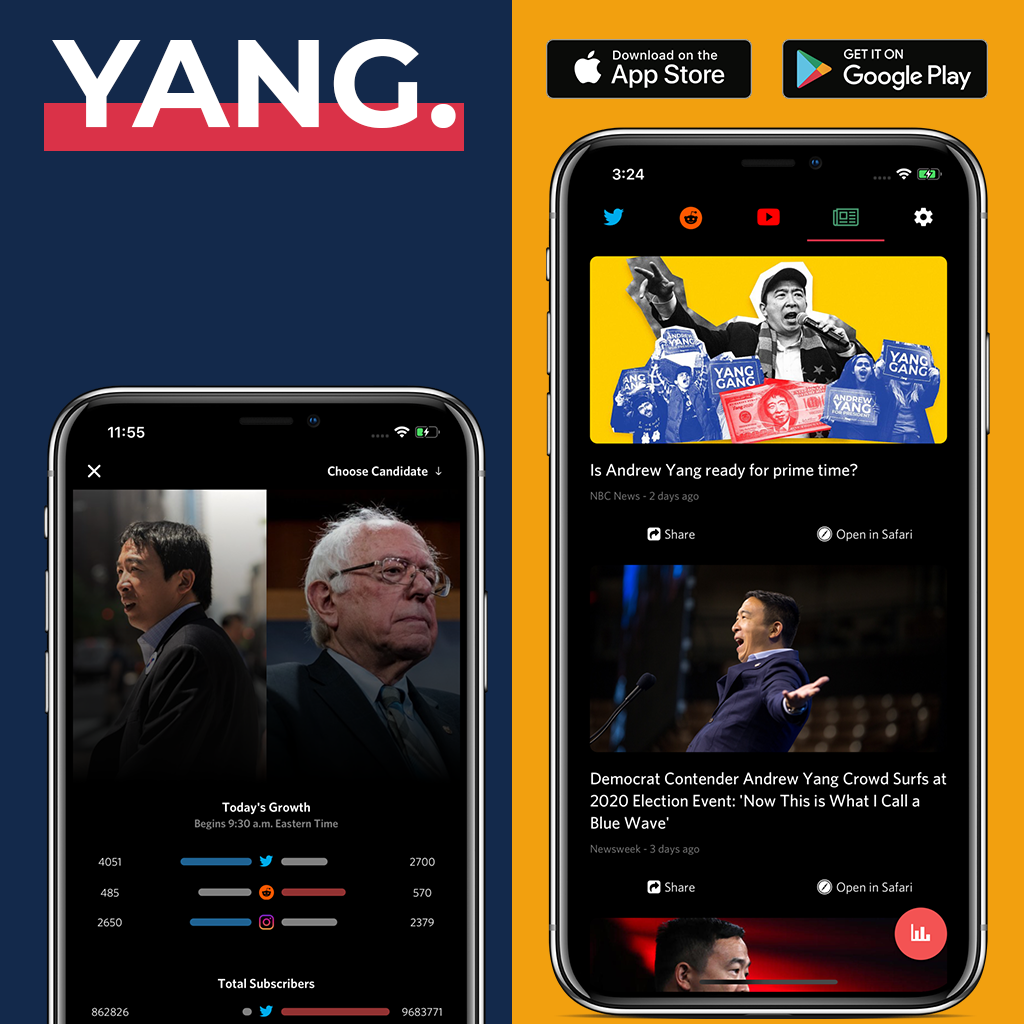 YANG.
11:55
Choose Candidate ↓
Today's Growth
Begins 9:30 a.m. Eastern Time
4051 2700
485 570
2650 2379
Total Subscribers
862826 9683771
Download on the
App Store
GET IT ON
Google Play
3:24
ANDREW
YANG
FOR PRESIDENT
YANG
GANG
YANG
GANG
ANDREW
YANG
FOR PRESIDENT
Is Andrew Yang ready for prime time?
NBC News - 2 days ago
Share Open in Safari
Democrat Contender Andrew Yang Crowd Surfs at
2020 Election Event: 'Now This is What I Call a
Blue Wave'
Newsweek - 3 days ago
Share Open in Safari